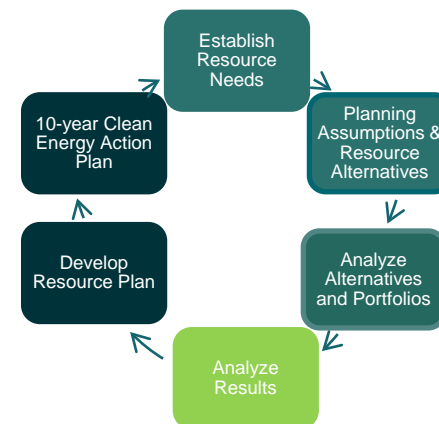 Establish
Resource
Needs
Planning
Assumptions &
Resource
Alternatives
Analyze
Alternatives
and Portfolios
Analyze
Results
Develop
Resource Plan
10-year Clean
Energy Action
Plan